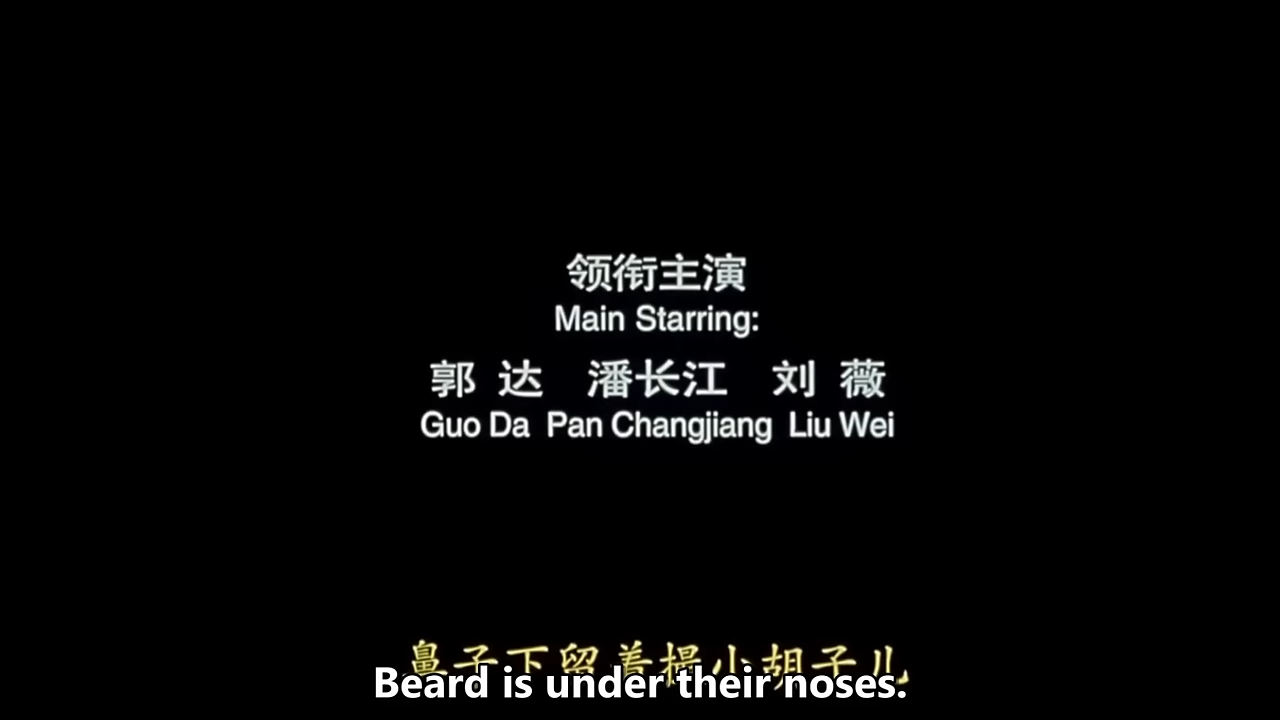 领衔主演
Main Starring:
郭达 潘长江 刘薇
Guo Da Pan Changjiang Liu Wei
鼻子下留着撮小胡子儿
Beard is under their noses.